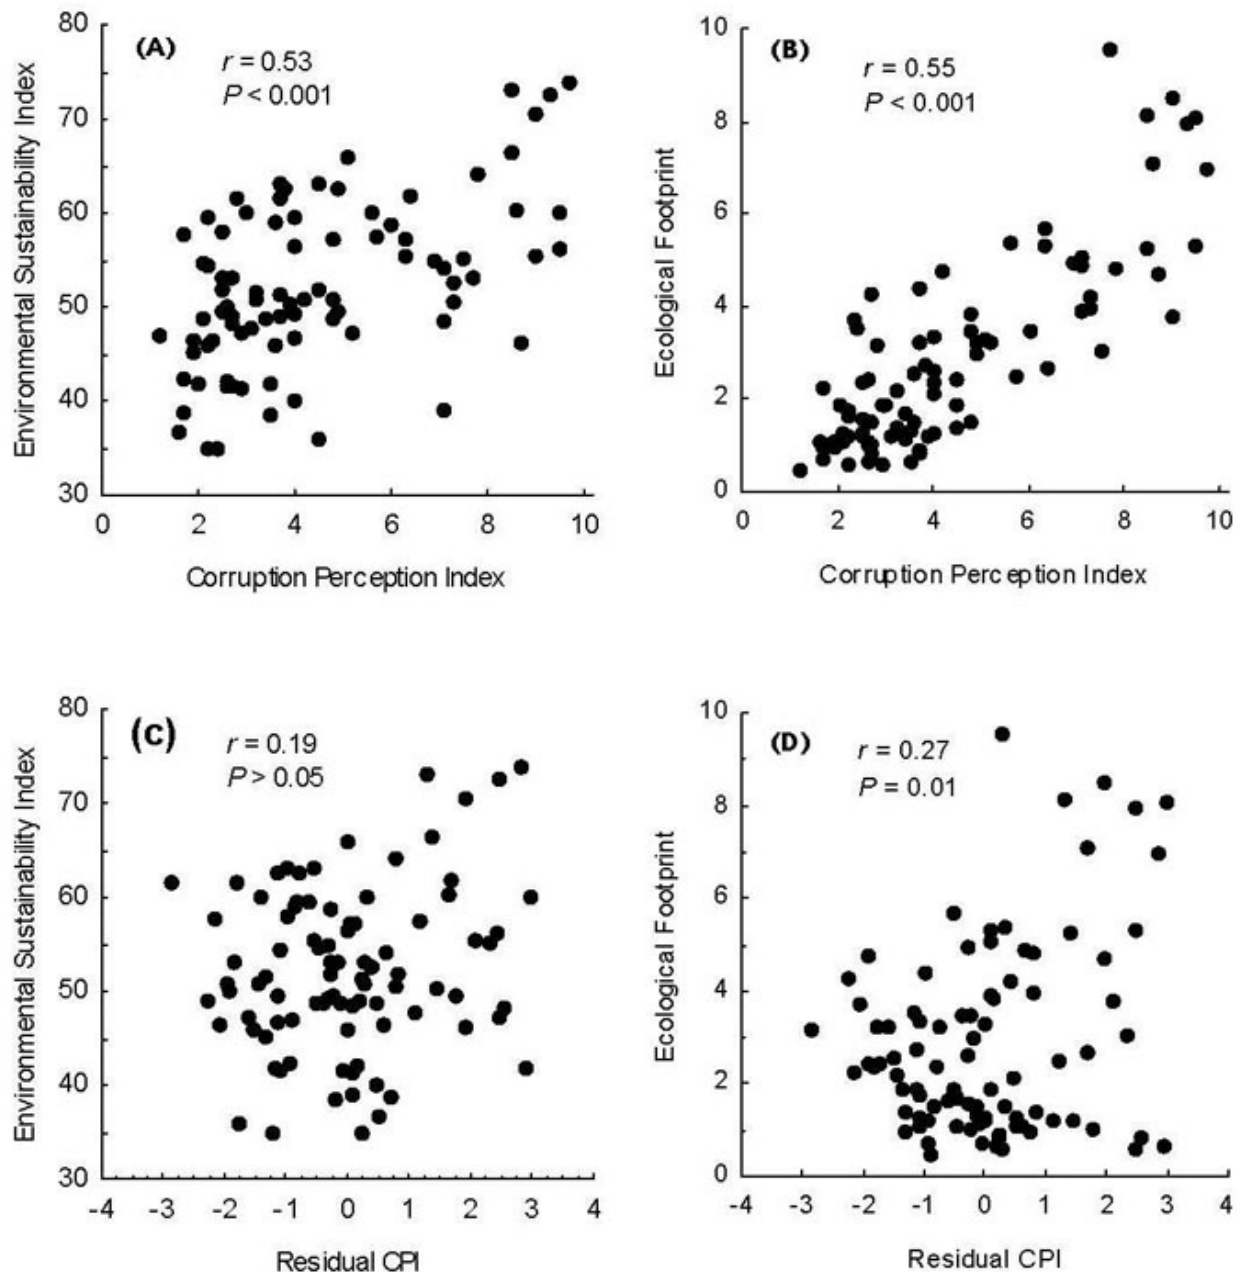 (A)
r = 0.53
P < 0.001
Environmental Sustainability Index
80
70
60
50
40
30
0 2 4 6 8 10
Corruption Perception Index
(B)
r = 0.55
P < 0.001
Ecological Footprint
10
8
6
4
2
0
0 2 4 6 8 10
Corruption Perception Index
(C)
r = 0.19
P > 0.05
Environmental Sustainability Index
80
70
60
50
40
30
-4 -3 -2 -1 0 1 2 3 4
Residual CPI
(D)
r = 0.27
P = 0.01
Ecological Footprint
10
8
6
4
2
0
-4 -3 -2 -1 0 1 2 3 4
Residual CPI